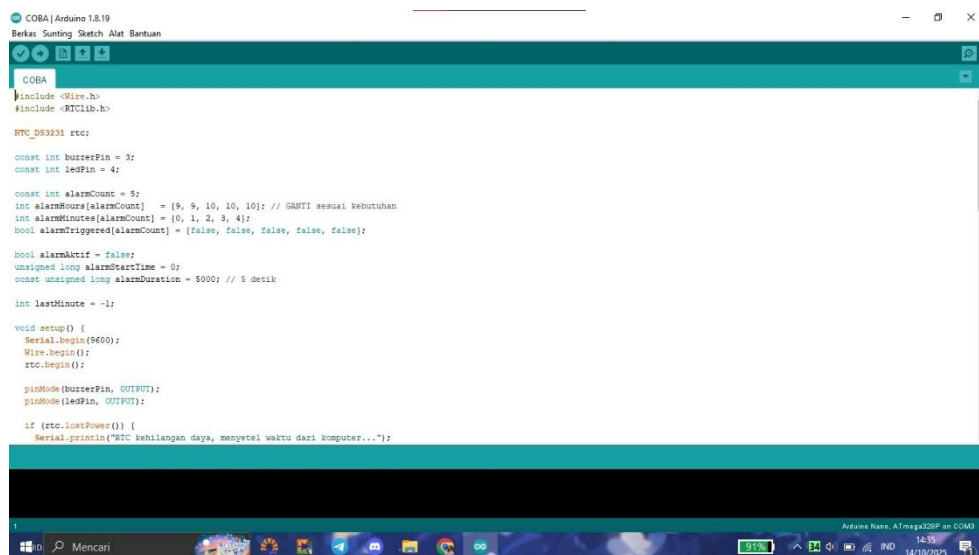 COBA | Arduino 1.8.19
Berkas Sunting Sketch Alat Bantuan
COBA
#include <Wire.h>
#include <RTClib.h>
RTC_DS3231 rtc;
const int buzzerPin = 3;
const int ledPin = 4;
const int alarmCount = 5;
int alarmHours[alarmCount] = {9, 9, 10, 10, 10}; // GANTI sesuai kebutuhan
int alarmMinutes[alarmCount] = {0, 1, 2, 3, 4};
bool alarmTriggered[alarmCount] = {false, false, false, false, false};
bool alarmAktif = false;
unsigned long alarmStartTime = 0;
const unsigned long alarmDuration = 5000; // 5 detik
int lastMinute = -1;
void setup() {
Serial.begin(9600);
Wire.begin();
rtc.begin();
pinMode(buzzerPin, OUTPUT);
pinMode(ledPin, OUTPUT);
if (rtc.lostPower()) {
Serial.println("RTC kehilangan daya, menyetel waktu dari komputer...");
1
Arduino Nano, ATmega328P on COM3
Mencari
91%
34
IND
14:35
14/10/2025